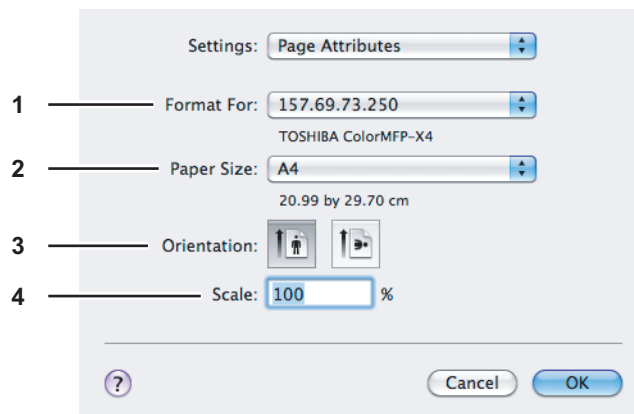 Settings: Page Attributes
1 Format For: 157.69.73.250
TOSHIBA ColorMFP-X4
2 Paper Size: A4
20.99 by 29.70 cm
3 Orientation:
4 Scale: 100 %
? Cancel OK